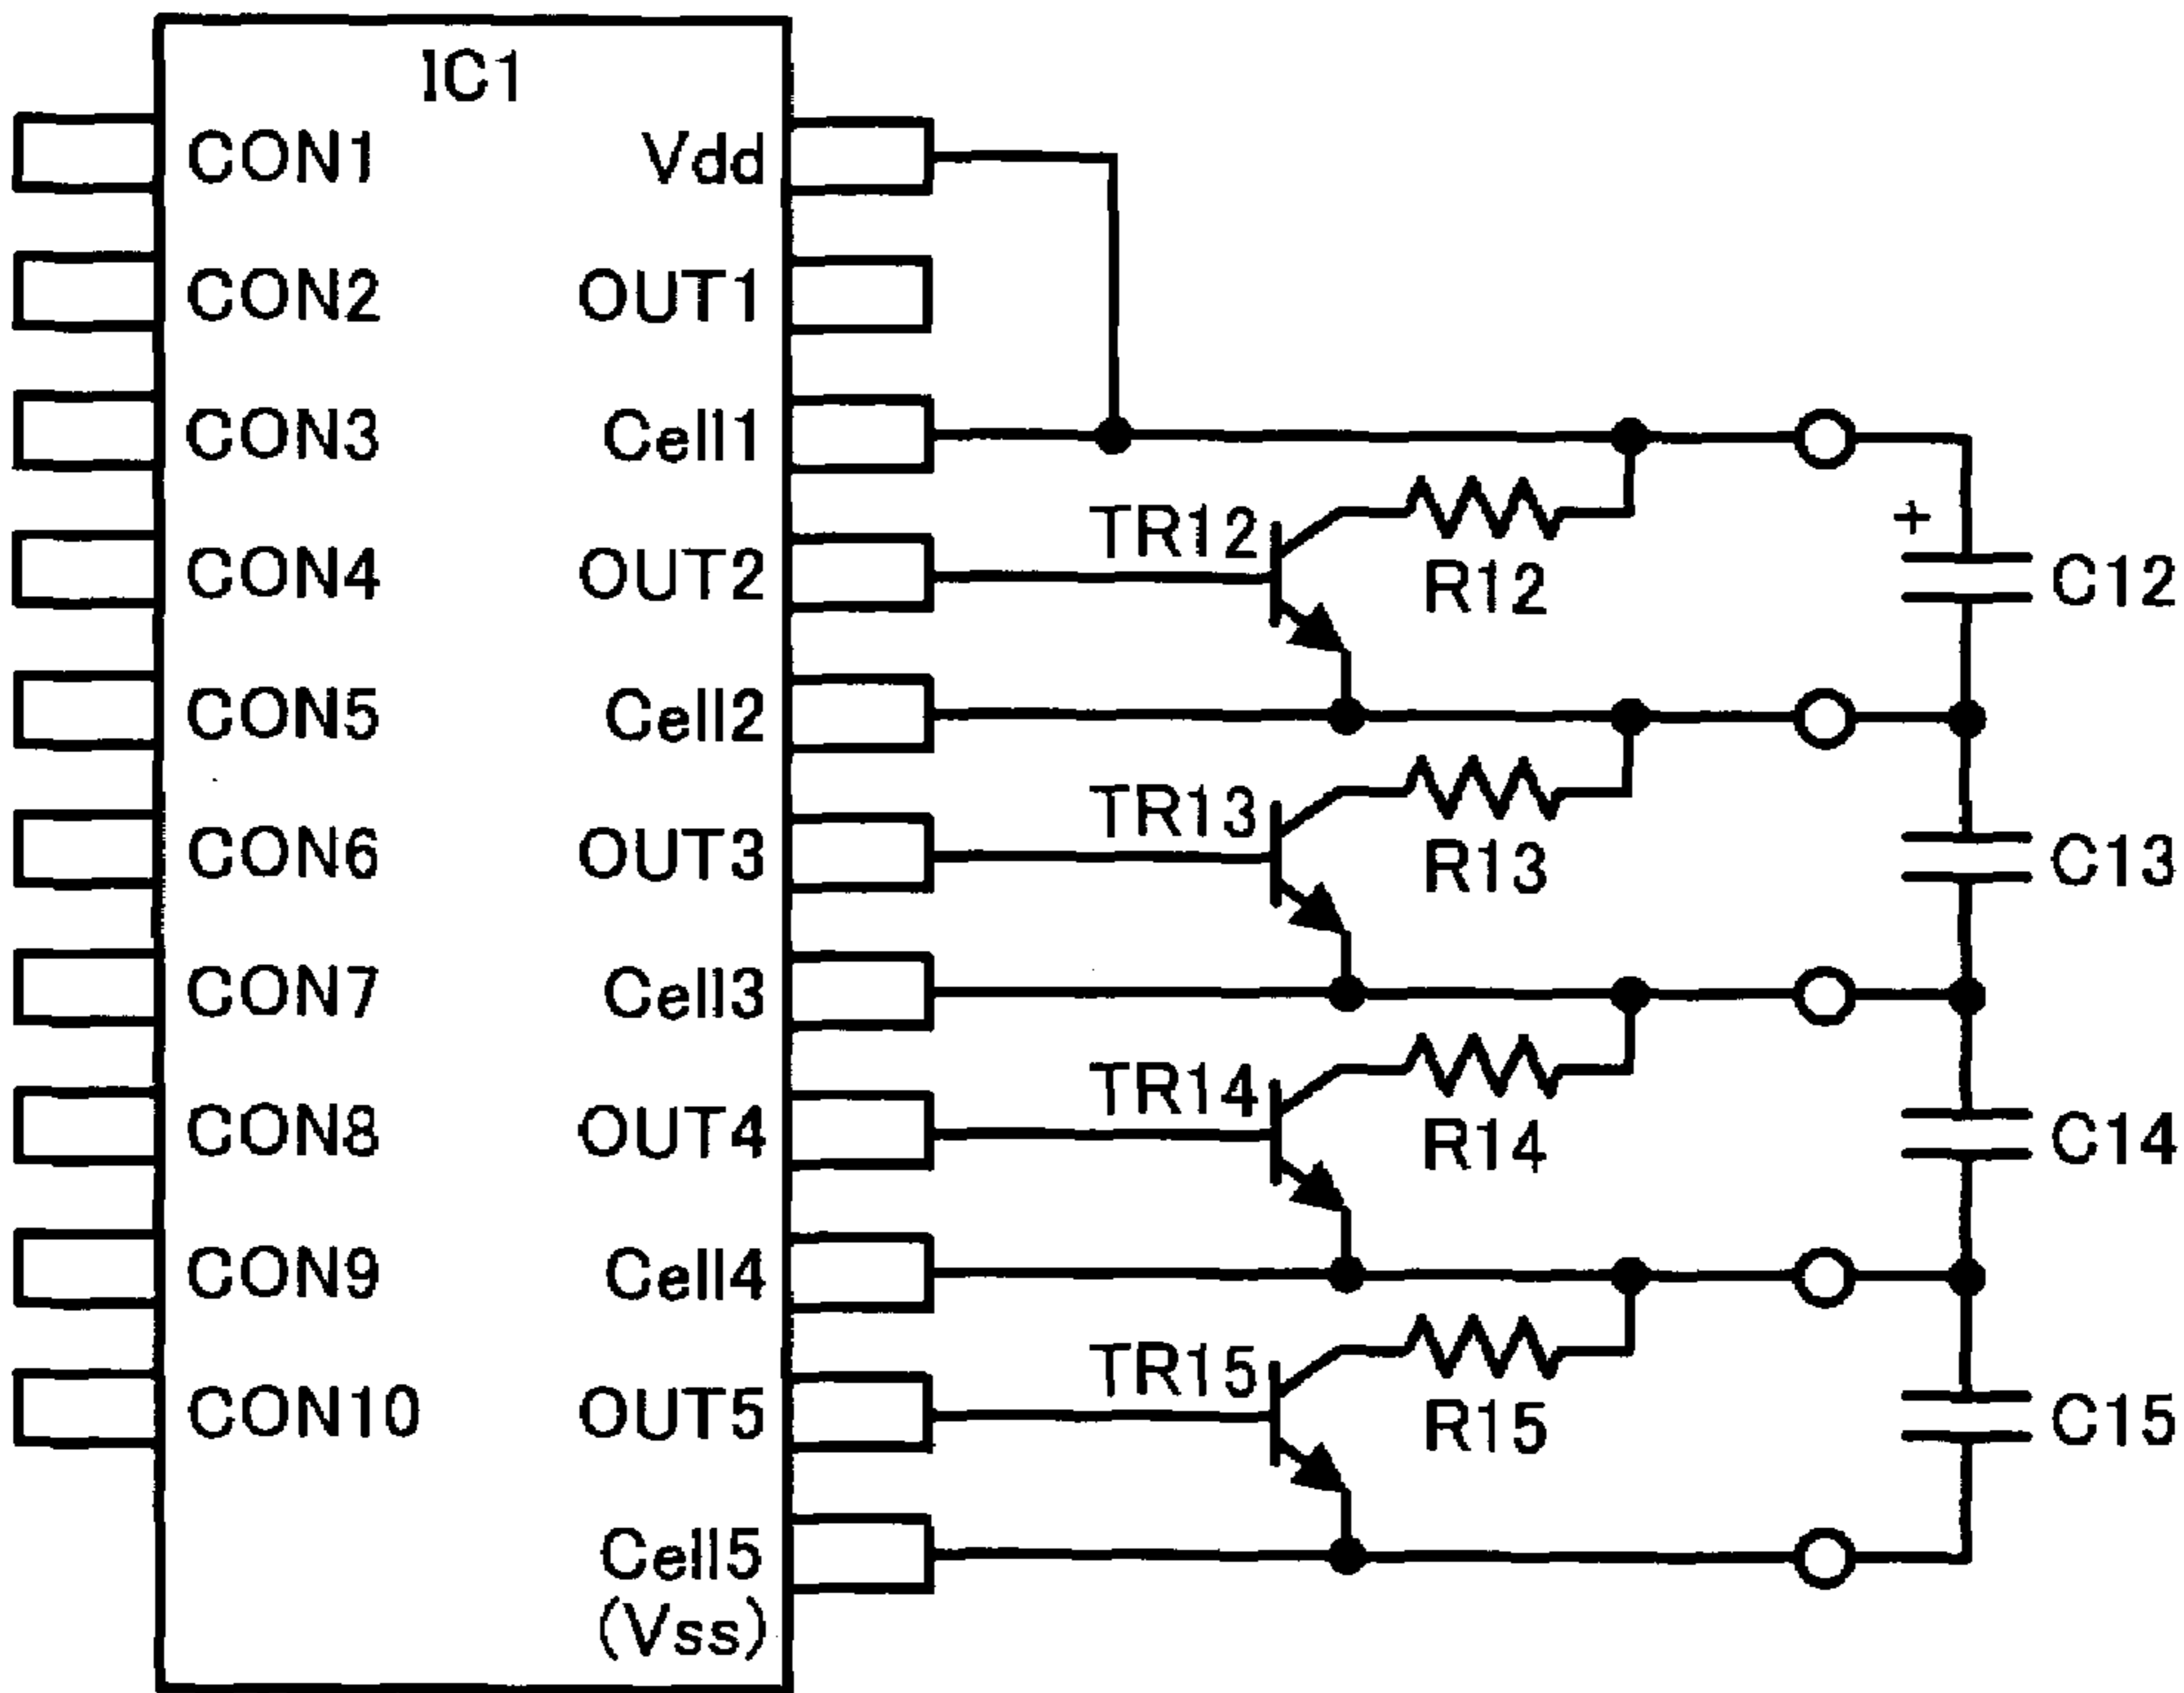 IC1
CON1
Vdd
CON2
OUT1
CON3
Cell1
TR12
R12
+
C12
CON4
OUT2
CON5
Cell2
TR13
R13
C13
CON6
OUT3
CON7
Cell3
TR14
R14
C14
CON8
OUT4
CON9
Cell4
TR15
R15
C15
CON10
OUT5
Cell5
(Vss)